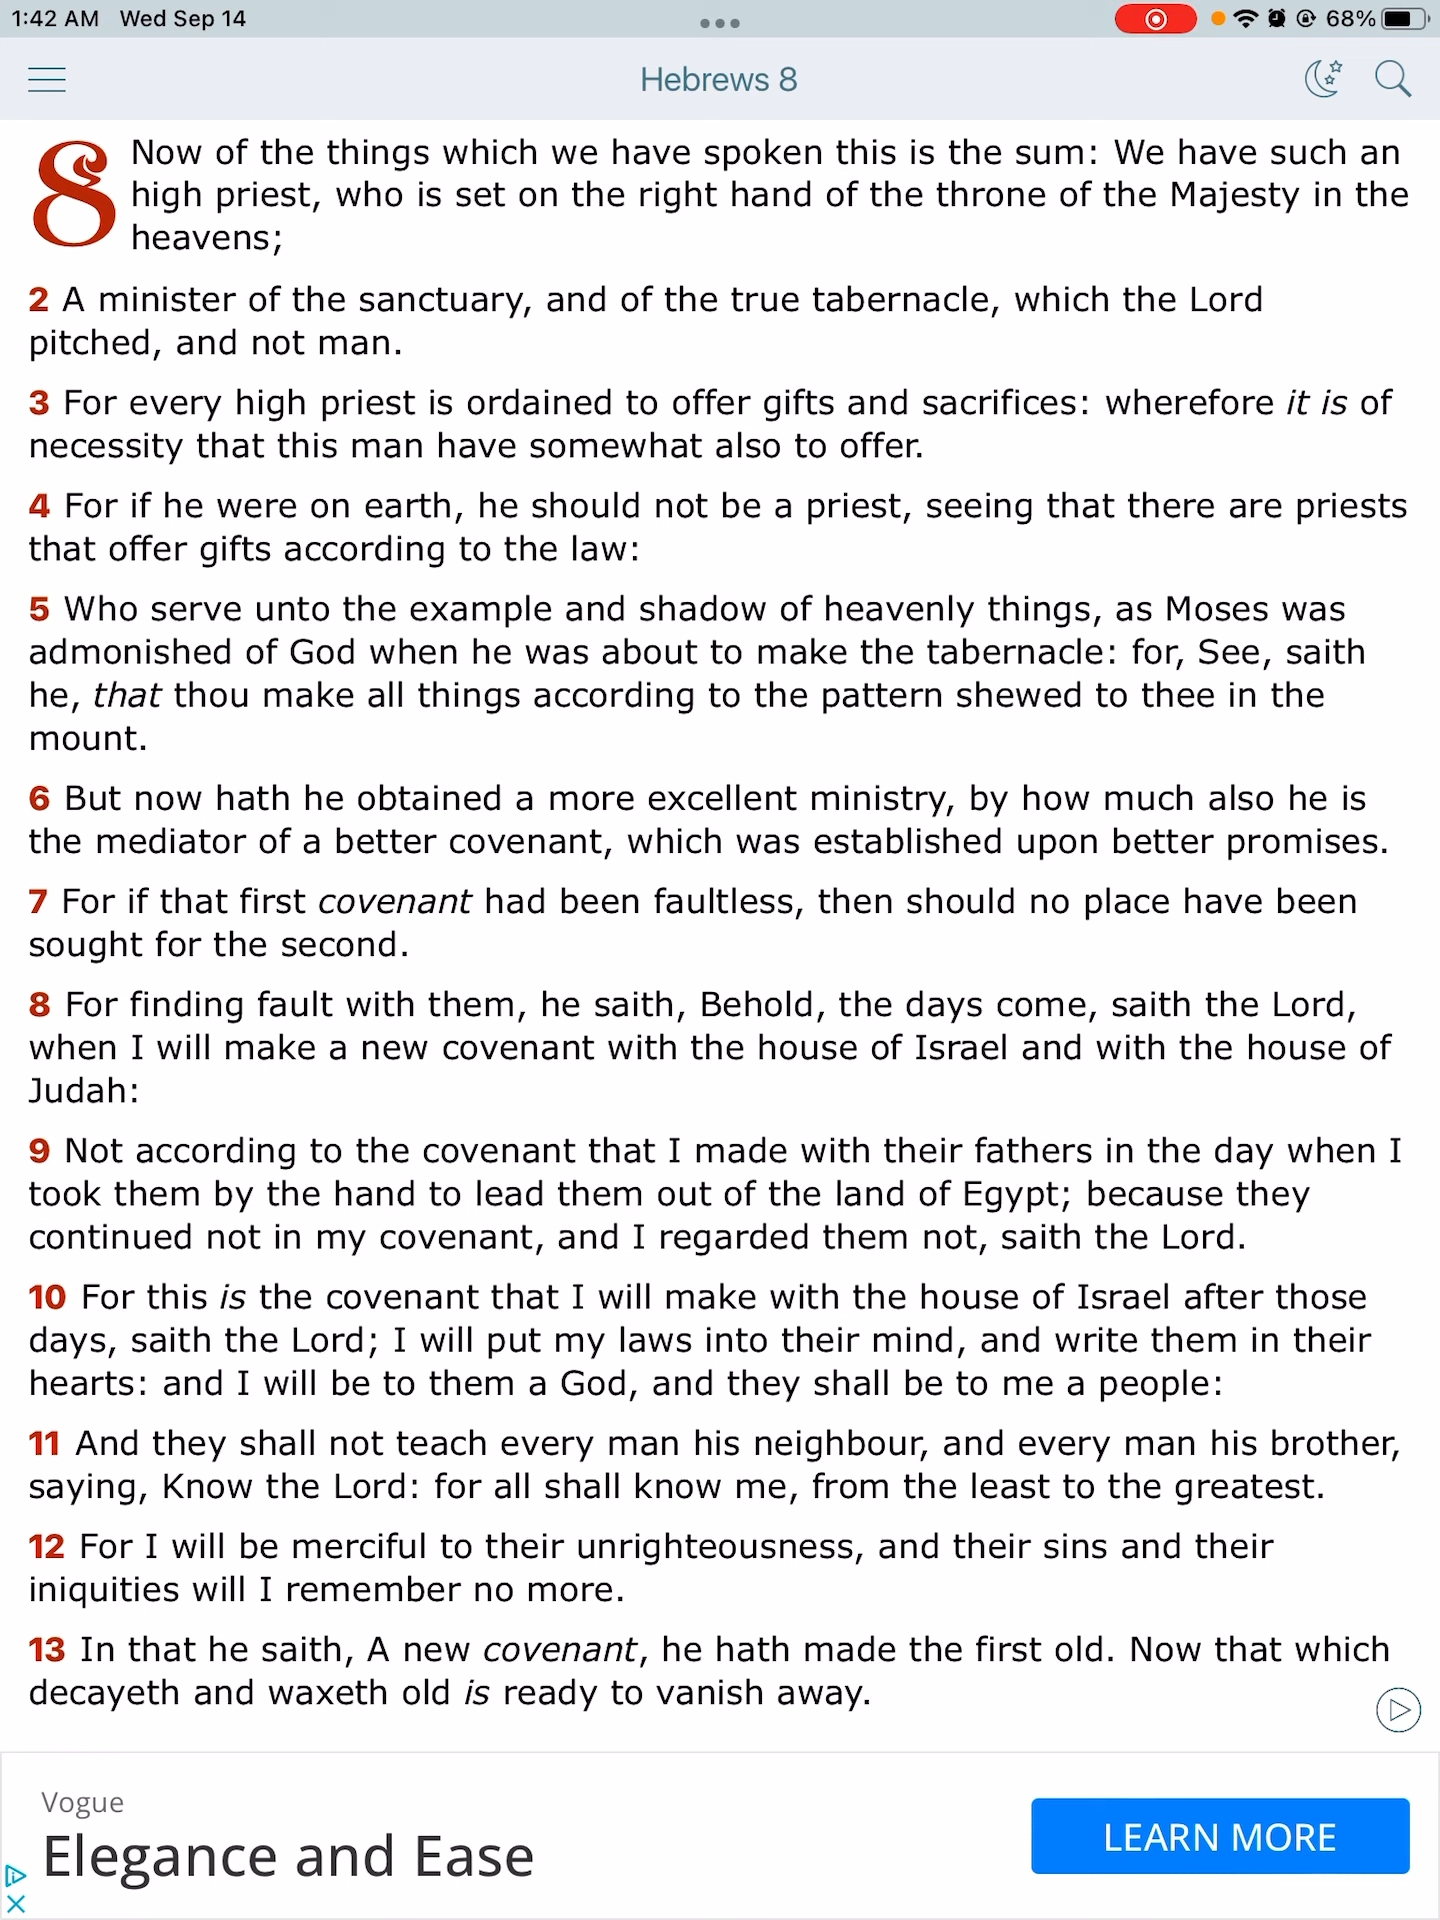 1:42 AM Wed Sep 14 68%
Hebrews 8
8 Now of the things which we have spoken this is the sum: We have such an
high priest, who is set on the right hand of the throne of the Majesty in the
heavens;
2 A minister of the sanctuary, and of the true tabernacle, which the Lord
pitched, and not man.
3 For every high priest is ordained to offer gifts and sacrifices: wherefore it is of
necessity that this man have somewhat also to offer.
4 For if he were on earth, he should not be a priest, seeing that there are priests
that offer gifts according to the law:
5 Who serve unto the example and shadow of heavenly things, as Moses was
admonished of God when he was about to make the tabernacle: for, See, saith
he, that thou make all things according to the pattern shewed to thee in the
mount.
6 But now hath he obtained a more excellent ministry, by how much also he is
the mediator of a better covenant, which was established upon better promises.
7 For if that first covenant had been faultless, then should no place have been
sought for the second.
8 For finding fault with them, he saith, Behold, the days come, saith the Lord,
when I will make a new covenant with the house of Israel and with the house of
Judah:
9 Not according to the covenant that I made with their fathers in the day when I
took them by the hand to lead them out of the land of Egypt; because they
continued not in my covenant, and I regarded them not, saith the Lord.
10 For this is the covenant that I will make with the house of Israel after those
days, saith the Lord; I will put my laws into their mind, and write them in their
hearts: and I will be to them a God, and they shall be to me a people:
11 And they shall not teach every man his neighbour, and every man his brother,
saying, Know the Lord: for all shall know me, from the least to the greatest.
12 For I will be merciful to their unrighteousness, and their sins and their
iniquities will I remember no more.
13 In that he saith, A new covenant, he hath made the first old. Now that which
decayeth and waxeth old is ready to vanish away.
Vogue
Elegance and Ease
LEARN MORE